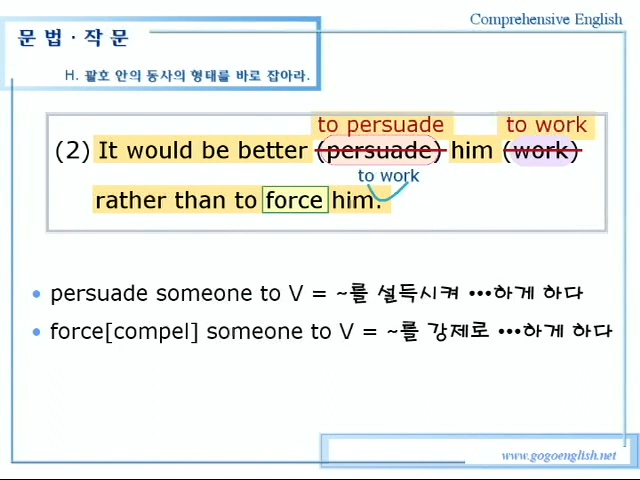 Comprehensive English
문 법 · 작 문
H. 괄호 안의 동사의 형태를 바로 잡아라.
to persuade to work
(2) It would be better (persuade) him (work)
to work
rather than to force him.
• persuade someone to V = ~를 설득시켜 •••하게 하다
• force[compel] someone to V = ~를 강제로 •••하게 하다
www.gogoenglish.net